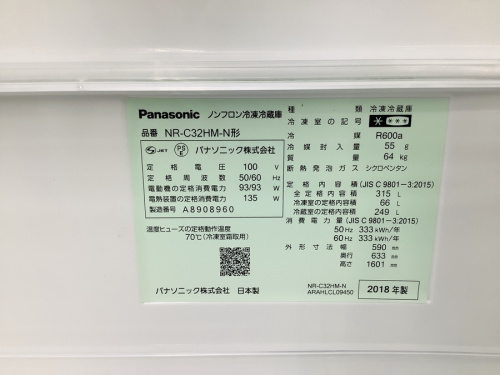 Panasonic ノンフロン冷凍冷蔵庫
品番 NR-C32HM-N形
JET PSE パナソニック株式会社
定格電圧 100 V
定格周波数 50/60 Hz
電動機の定格消費電力 93/93 W
電熱装置の定格消費電力 135 W
製造番号 A8908960
温度ヒューズの定格動作温度
70℃(冷凍室霜取用)
パナソニック株式会社 日本製
種類 冷凍冷蔵庫
冷凍室の記号
冷媒 R600a
冷媒封入量 55 g
質量 64 kg
断熱発泡ガス シクロペンタン
定格内容積(JIS C 9801-3:2015)
全定格内容積 315 L
冷凍室の定格内容積 66 L
冷蔵室の定格内容積 249 L
消費電力量(JIS C 9801-3:2015)
50 Hz 333 kWh/年
60 Hz 333 kWh/年
外形寸法 幅 590 mm
奥行 633 mm
高さ 1601 mm
NR-C32HM-N
ARAHLCL09450
2018年製